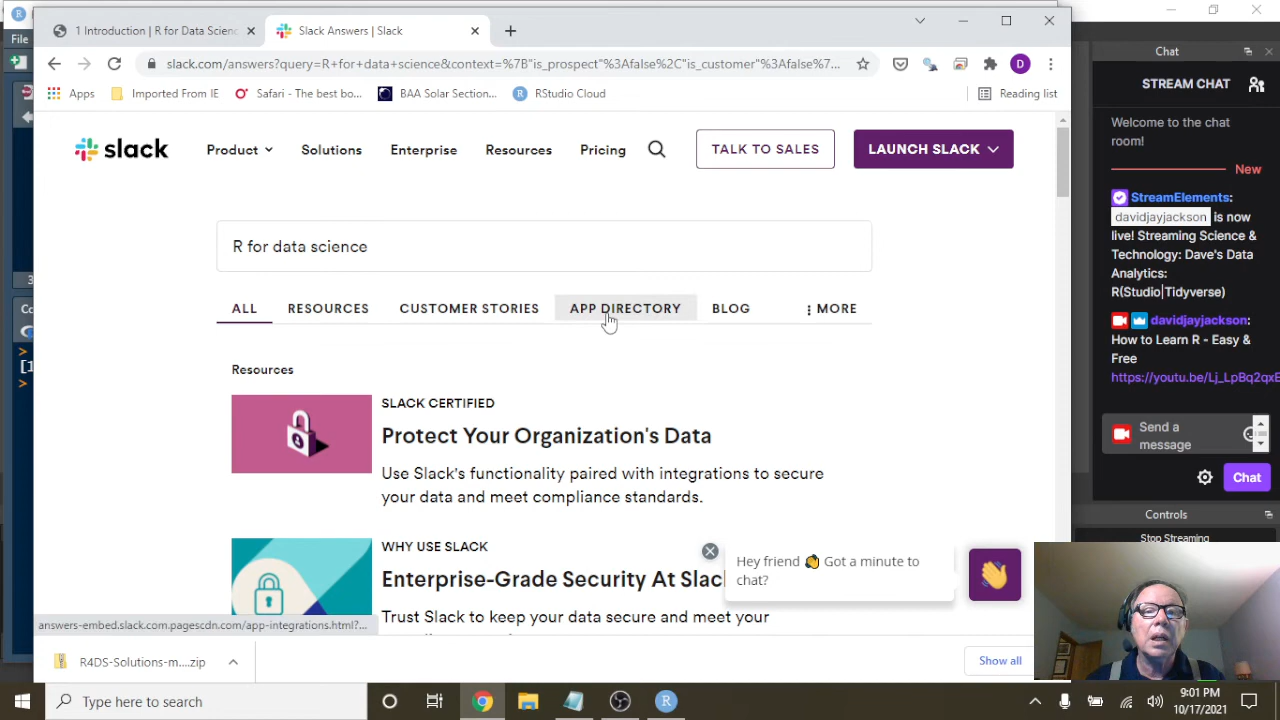 File
1 Introduction | R for Data Scienc
Slack Answers | Slack
slack.com/answers?query=R+for+data+science&context=%7B"is_prospect"%3Afalse%2C"is_customer"%3Afalse%7...
Apps
Imported From IE
Safari - The best bo...
BAA Solar Section...
RStudio Cloud
Reading list
slack
Product
Solutions
Enterprise
Resources
Pricing
TALK TO SALES
LAUNCH SLACK
R for data science
ALL
RESOURCES
CUSTOMER STORIES
APP DIRECTORY
BLOG
MORE
Resources
SLACK CERTIFIED
Protect Your Organization's Data
Use Slack's functionality paired with integrations to secure
your data and meet compliance standards.
WHY USE SLACK
Enterprise-Grade Security At Slac
Trust Slack to keep your data secure and meet your
Hey friend 👋 Got a minute to
chat?
answers-embed.slack.com.pagescdn.com/app-integrations.html?...
R4DS-Solutions-m....zip
Show all
Chat
STREAM CHAT
Welcome to the chat
room!
New
StreamElements:
davidjayjackson is now
live! Streaming Science &
Technology: Dave's Data
Analytics:
R(Studio|Tidyverse)
davidjayjackson:
How to Learn R - Easy &
Free
https://youtu.be/Lj_LpBq2qxE
Send a
message
Chat
Controls
Stop Streaming
Type here to search
9:01 PM
10/17/2021